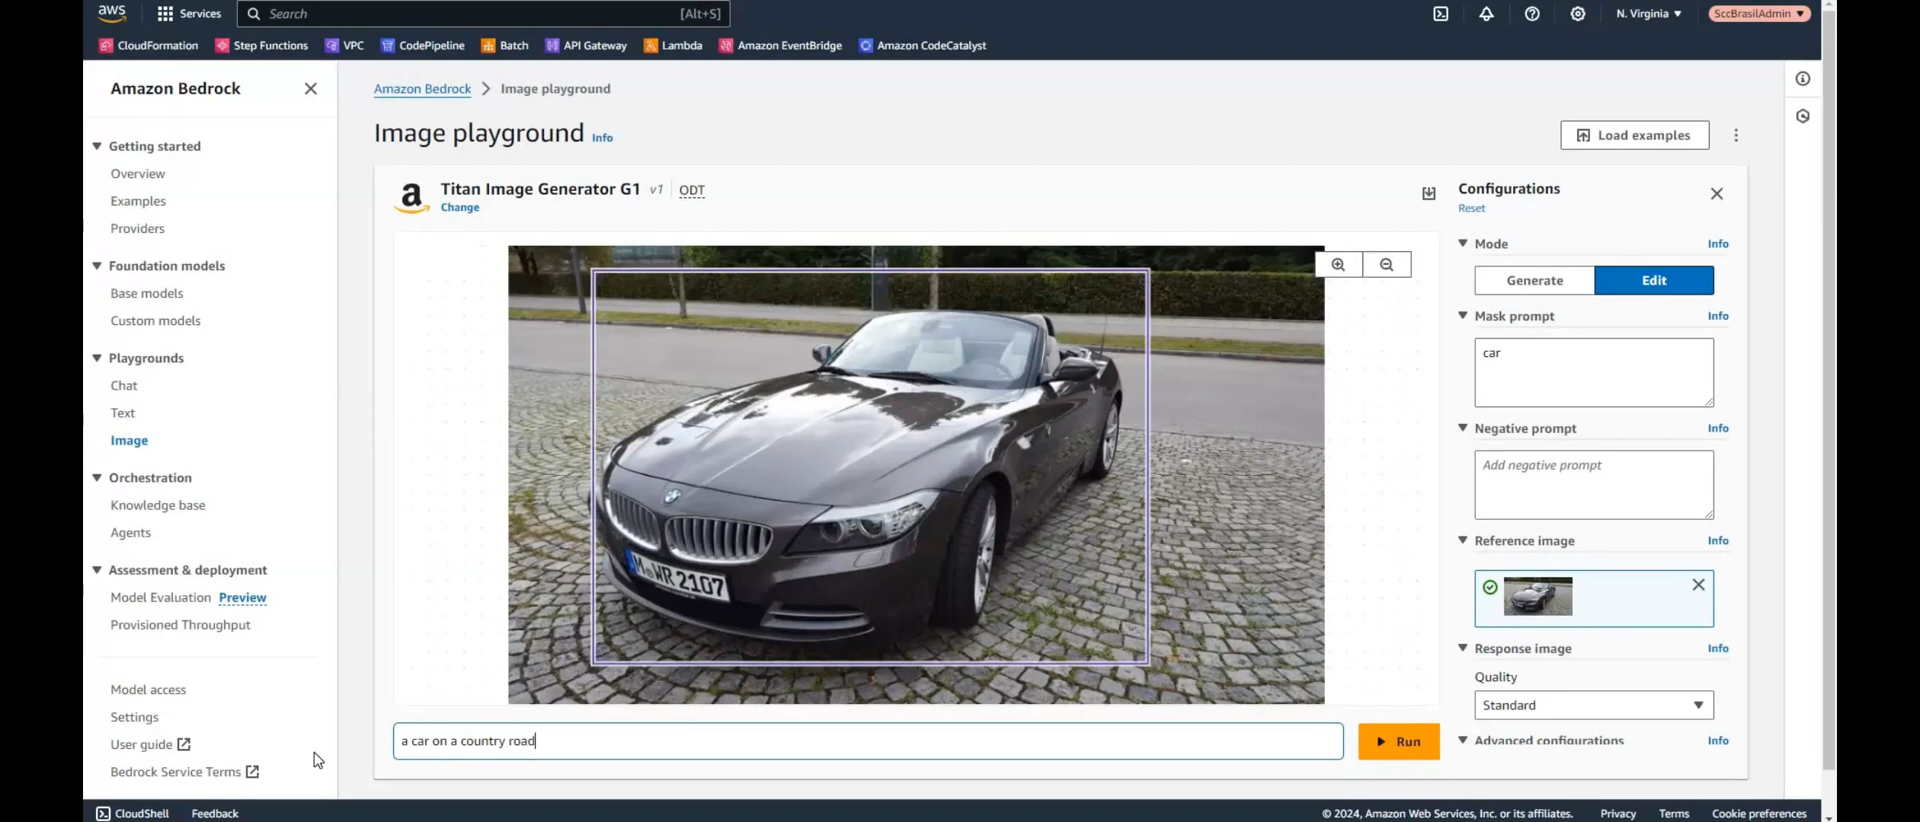 aws
Services
Search
[Alt+S]
N. Virginia
SccBrasilAdmin
CloudFormation
Step Functions
VPC
CodePipeline
Batch
API Gateway
Lambda
Amazon EventBridge
Amazon CodeCatalyst
Amazon Bedrock
Getting started
Overview
Examples
Providers
Foundation models
Base models
Custom models
Playgrounds
Chat
Text
Image
Orchestration
Knowledge base
Agents
Assessment & deployment
Model Evaluation Preview
Provisioned Throughput
Model access
Settings
User guide
Bedrock Service Terms
Amazon Bedrock > Image playground
Image playground Info
Load examples
a
Titan Image Generator G1 v1 | ODT
Change
M WR 2107
a car on a country road
Run
Configurations
Reset
Mode Info
Generate
Edit
Mask prompt Info
car
Negative prompt Info
Add negative prompt
Reference image Info
Response image Info
Quality
Standard
Advanced configurations Info
CloudShell
Feedback
© 2024, Amazon Web Services, Inc. or its affiliates.
Privacy
Terms
Cookie preferences